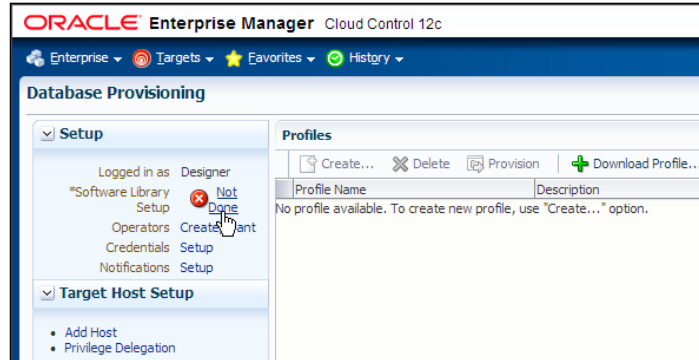 ORACLE Enterprise Manager Cloud Control 12c
Enterprise Targets Favorites History
Database Provisioning
Setup
Logged in as Designer
*Software Library Setup Not Done
Operators Create
Credentials Setup
Notifications Setup
Target Host Setup
Add Host
Privilege Delegation
Profiles
Create... Delete Provision Download Profile...
Profile Name Description
No profile available. To create new profile, use "Create..." option.